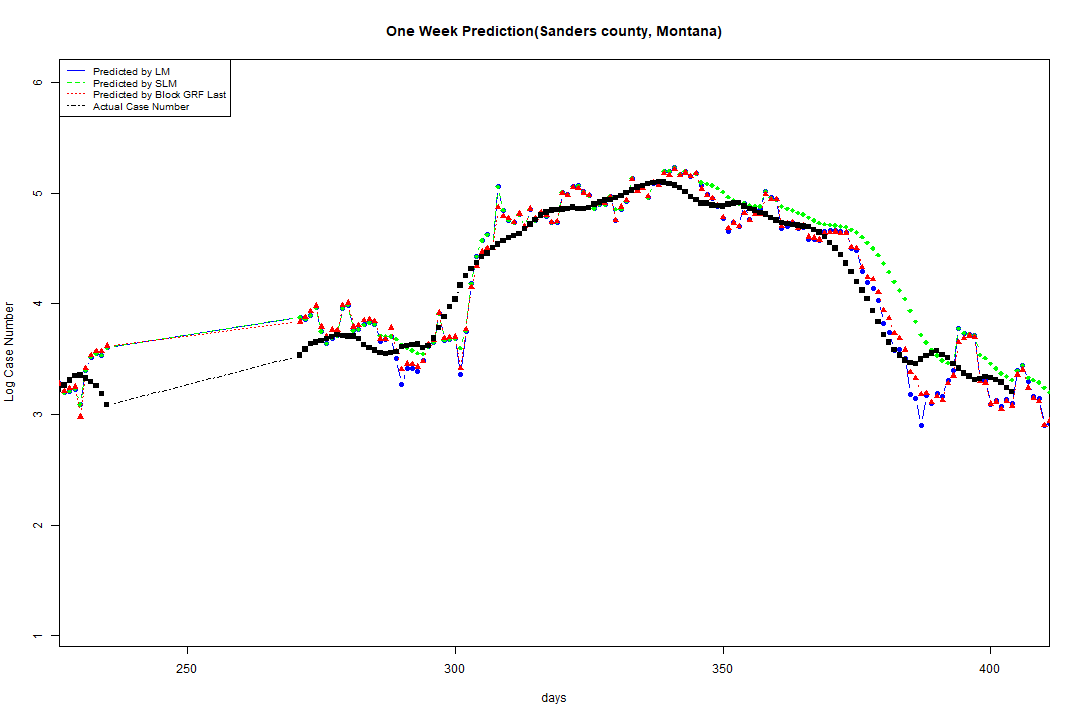 One Week Prediction(Sanders county, Montana)
Predicted by LM
Predicted by SLM
Predicted by Block GRF Last
Actual Case Number
6
5
4
3
2
1
Log Case Number
250 300 350 400
days